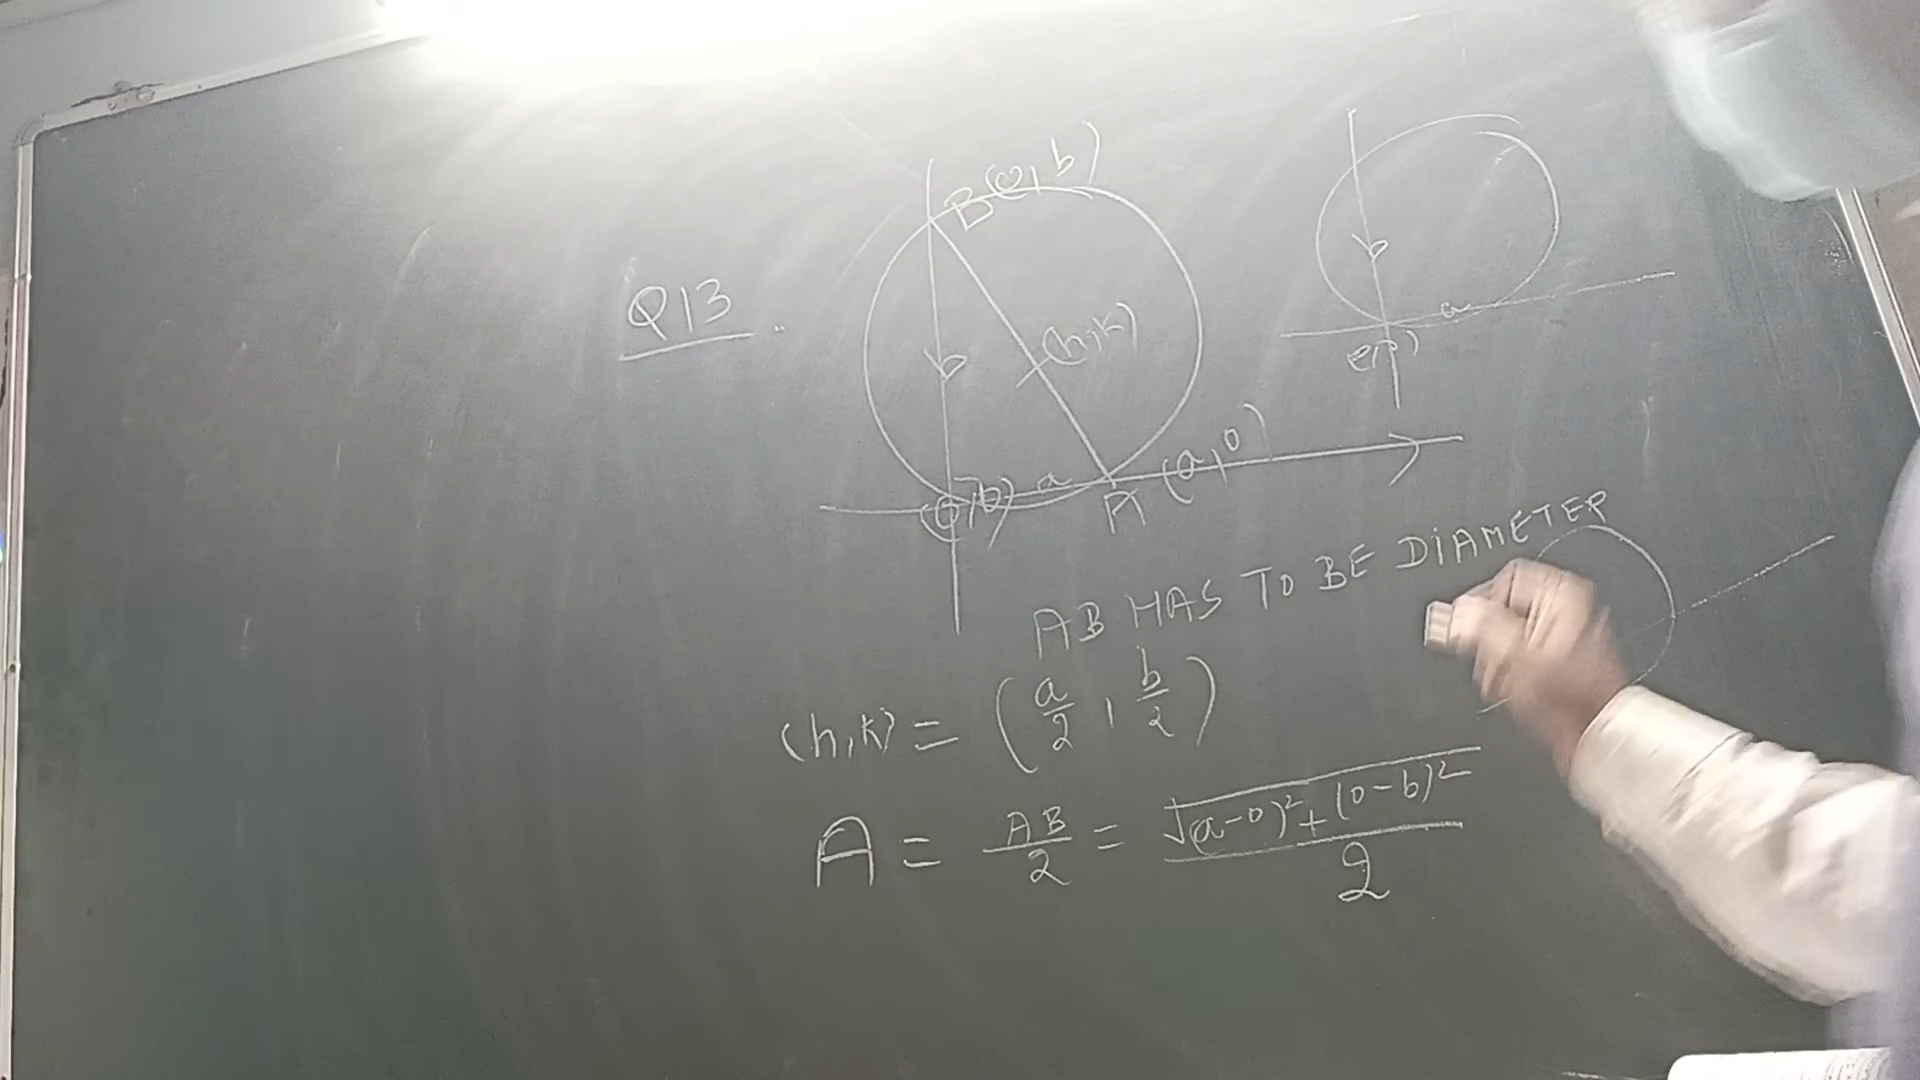 Q13
B(0, b)
b
(h, k)
a
A
(a, 0)
b
a
AB HAS TO BE DIAMETER
(h, k) = (a/2, b/2)
A = AB/2 = √((a-0)² + (0-b)²)/2